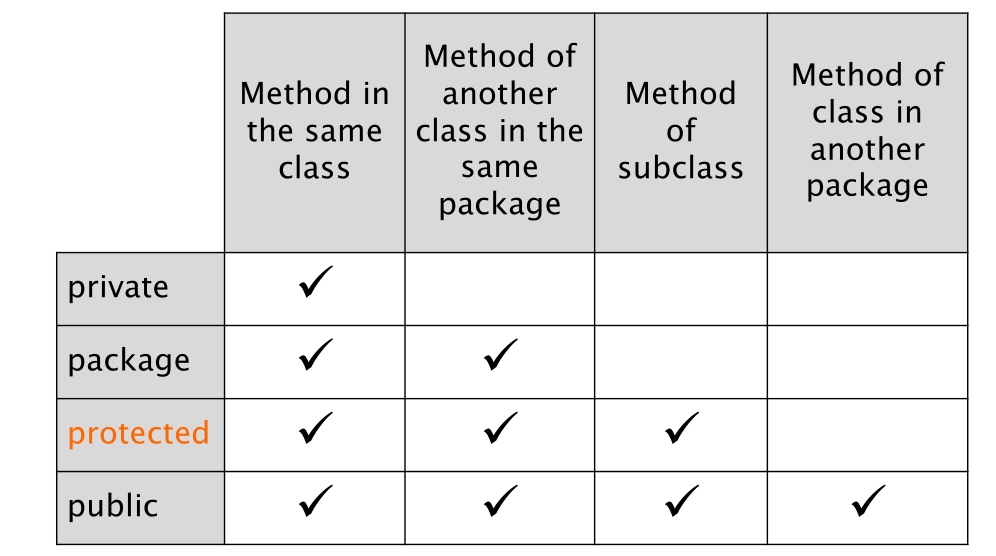 Method in
the same
class
Method of
another
class in the
same
package
Method
of
subclass
Method of
class in
another
package
private ✓
package ✓ ✓
protected ✓ ✓ ✓
public ✓ ✓ ✓ ✓